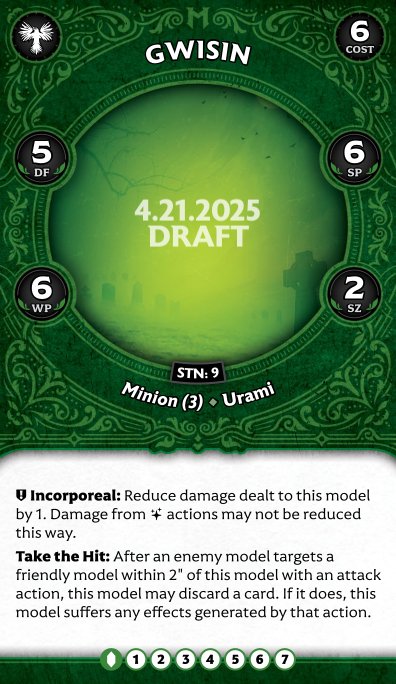 GWISIN
6
COST
5
DF
6
SP
4.21.2025
DRAFT
6
WP
2
SZ
STN: 9
Minion (3) ◆ Urami
Incorporeal: Reduce damage dealt to this model
by 1. Damage from actions may not be reduced
this way.
Take the Hit: After an enemy model targets a
friendly model within 2" of this model with an attack
action, this model may discard a card. If it does, this
model suffers any effects generated by that action.
1 2 3 4 5 6 7